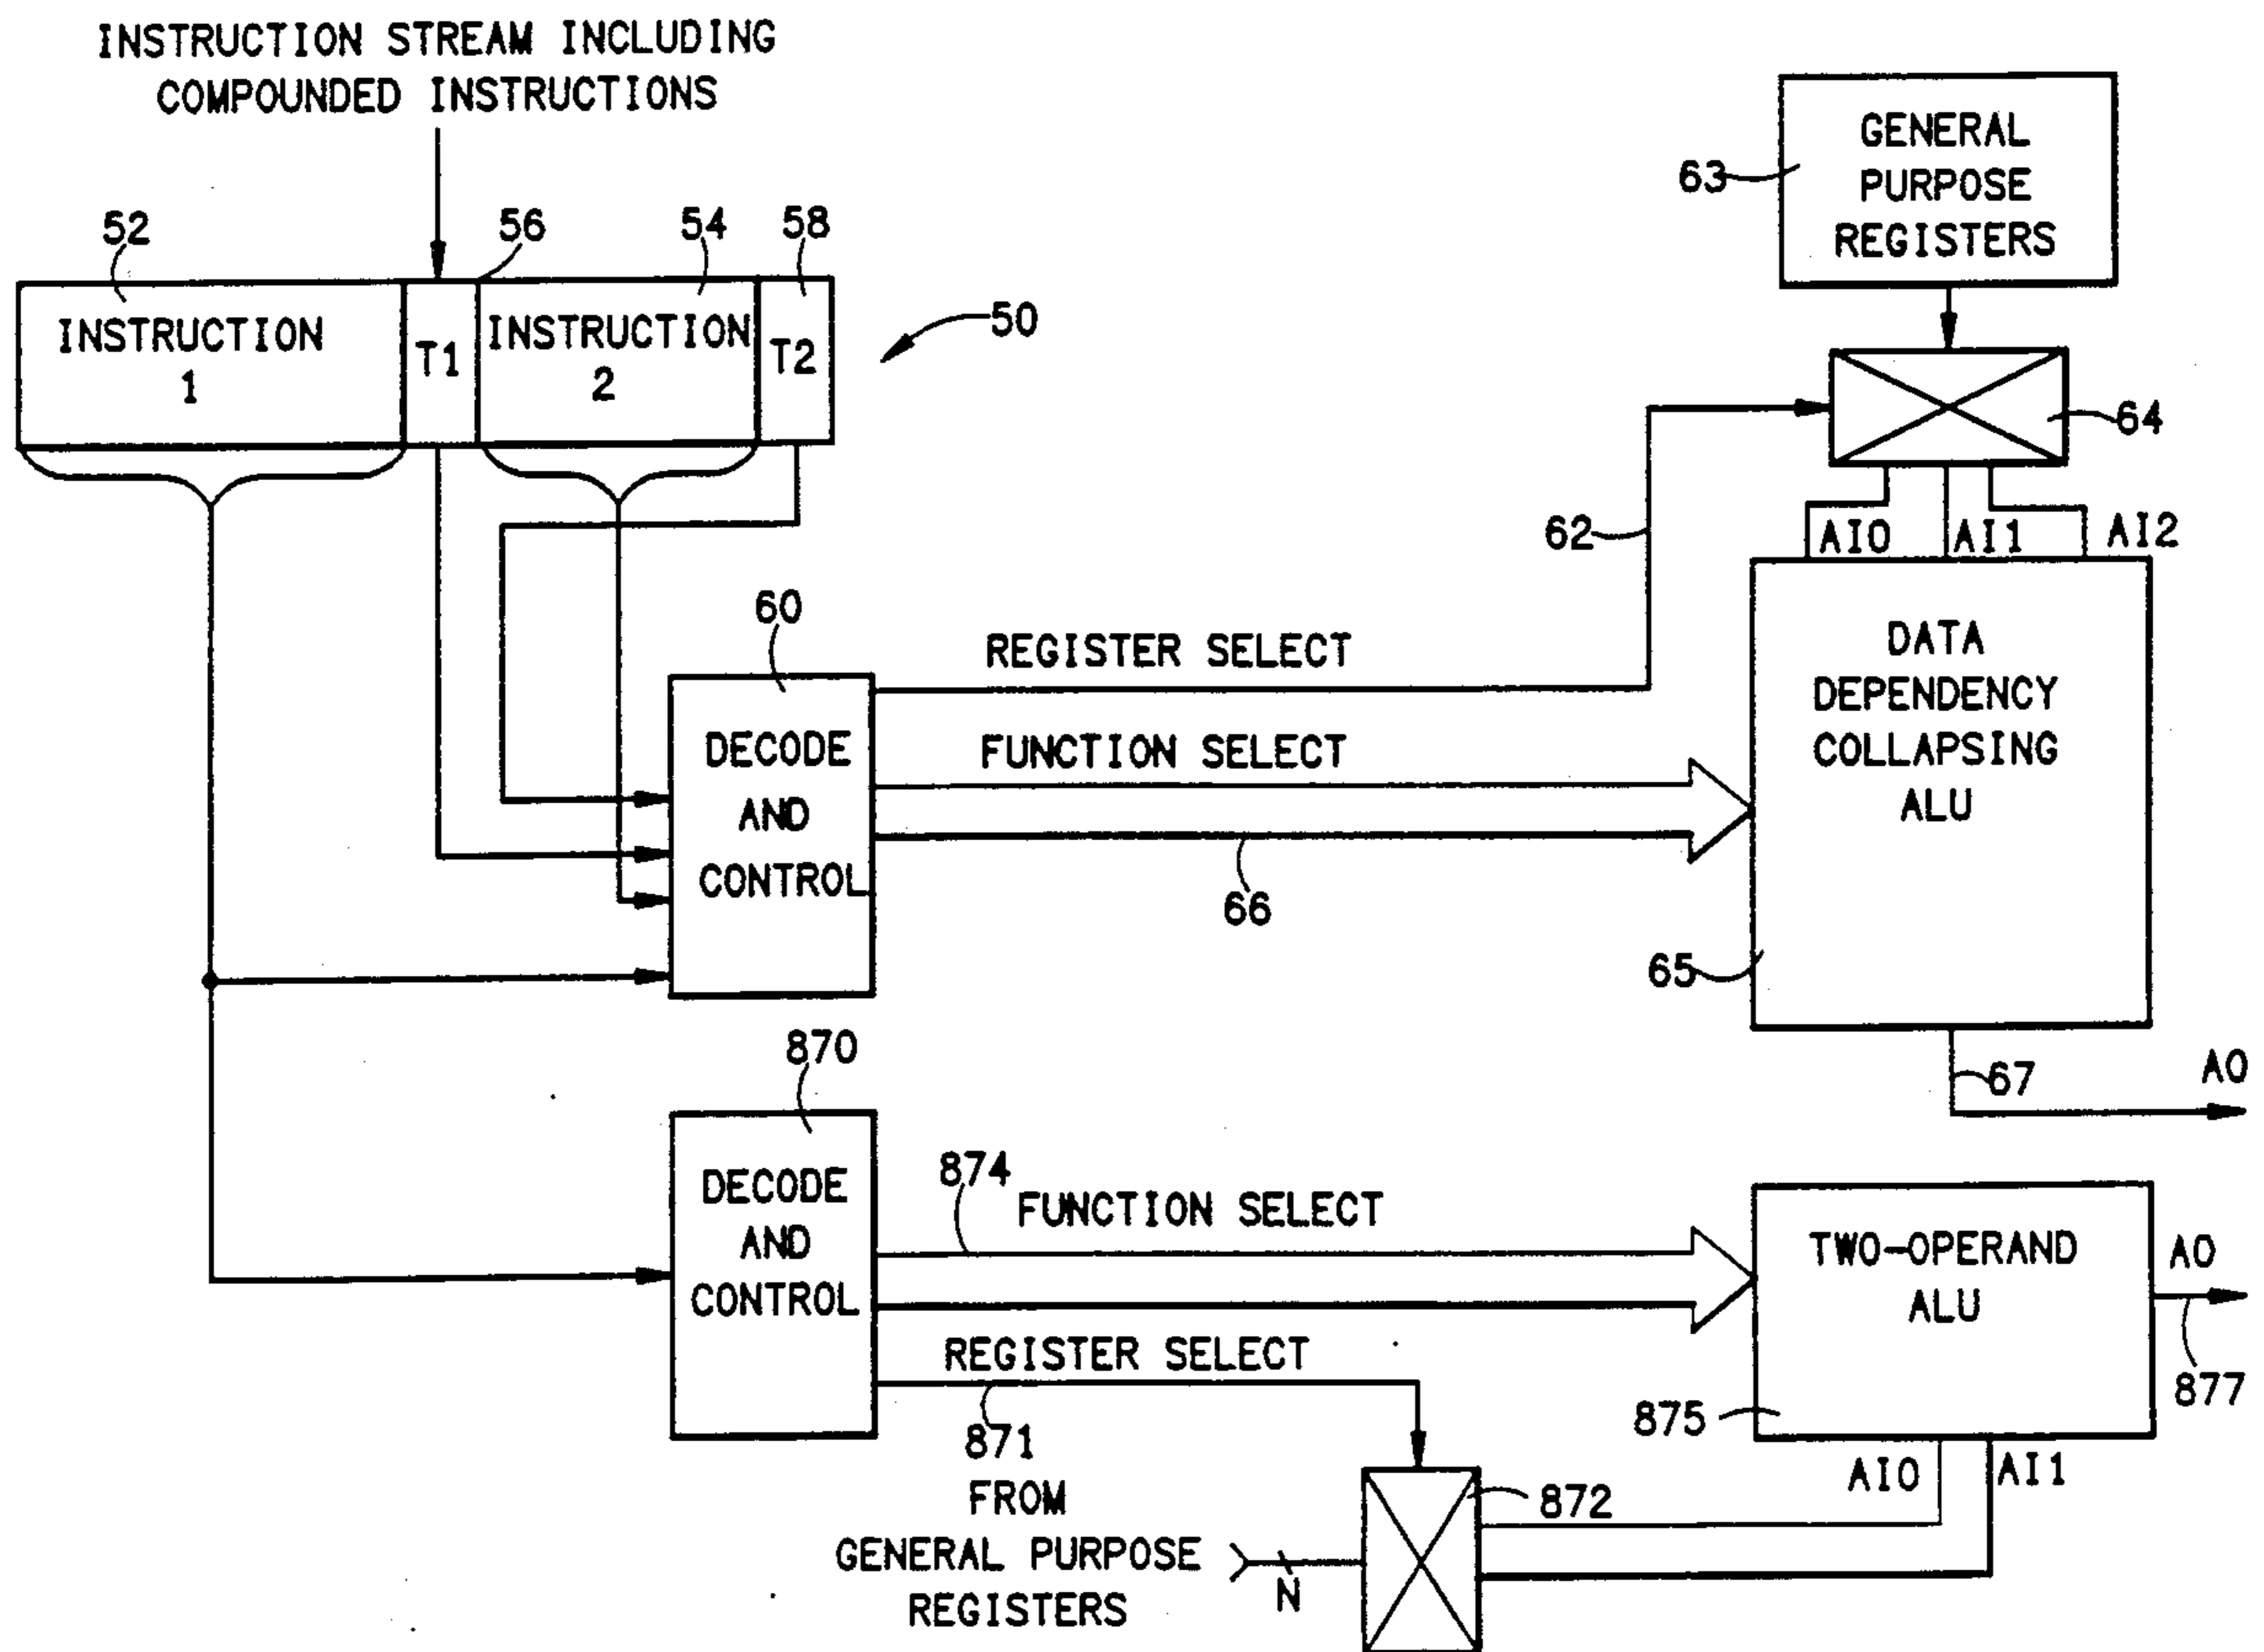 INSTRUCTION STREAM INCLUDING
COMPOUNDED INSTRUCTIONS
52
56
54
58
50
INSTRUCTION
1
T1
INSTRUCTION
2
T2
63
GENERAL
PURPOSE
REGISTERS
64
62
AI0
AI1
AI2
60
DECODE
AND
CONTROL
REGISTER SELECT
FUNCTION SELECT
66
DATA
DEPENDENCY
COLLAPSING
ALU
65
67
AO
870
DECODE
AND
CONTROL
874
FUNCTION SELECT
REGISTER SELECT
871
TWO-OPERAND
ALU
875
AO
877
AI0
AI1
872
FROM
GENERAL PURPOSE
REGISTERS
N